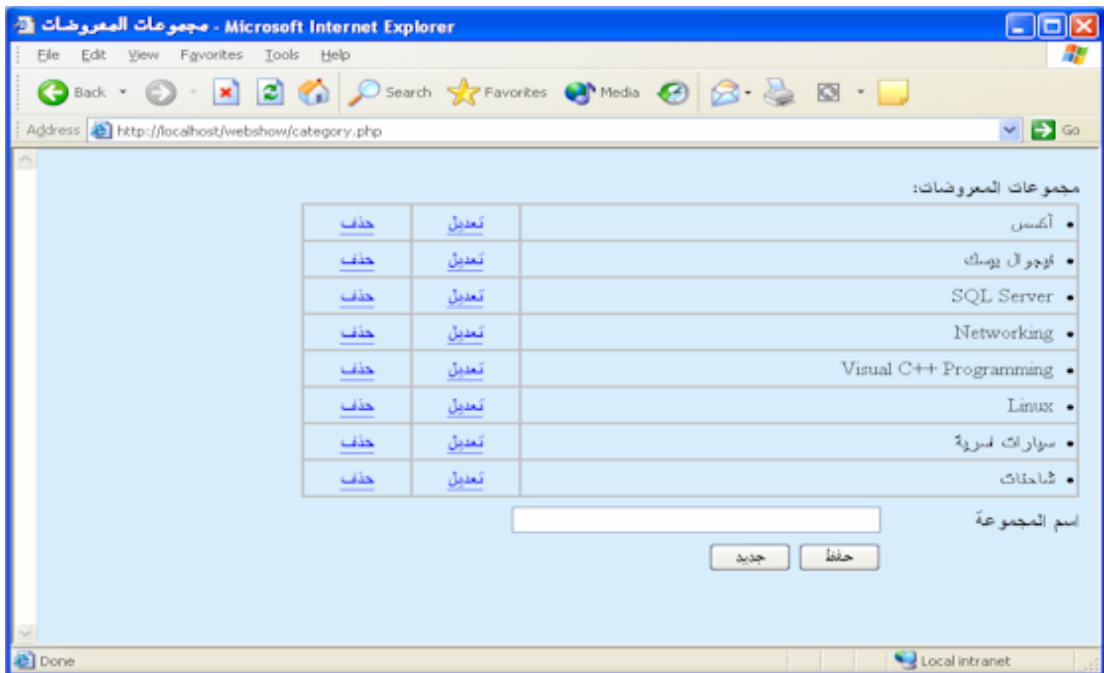 مجموعات المعروضات - Microsoft Internet Explorer
File Edit View Favorites Tools Help
Back Search Favorites Media
Address http://localhost/webshow/category.php Go
مجموعات المعروضات:
• آكسس تعديل حذف
• فيجوال بيسك تعديل حذف
• SQL Server تعديل حذف
• Networking تعديل حذف
• Visual C++ Programming تعديل حذف
• Linux تعديل حذف
• سيارات اسرية تعديل حذف
• شاحنات تعديل حذف
اسم المجموعة
حفظ جديد
Done Local intranet